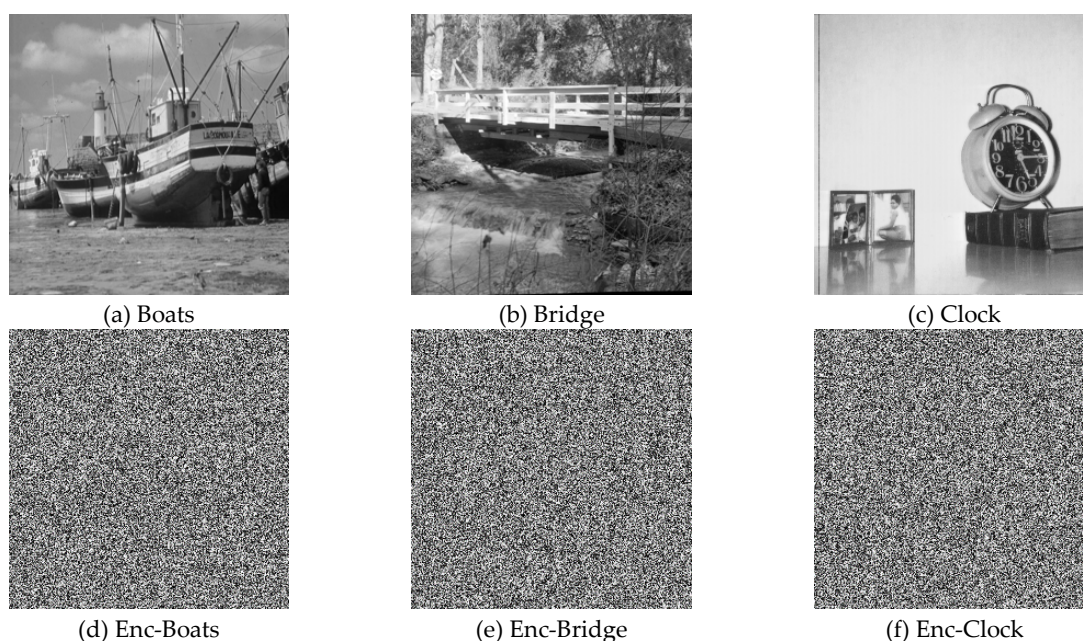 (a) Boats
(b) Bridge
(c) Clock
(d) Enc-Boats
(e) Enc-Bridge
(f) Enc-Clock